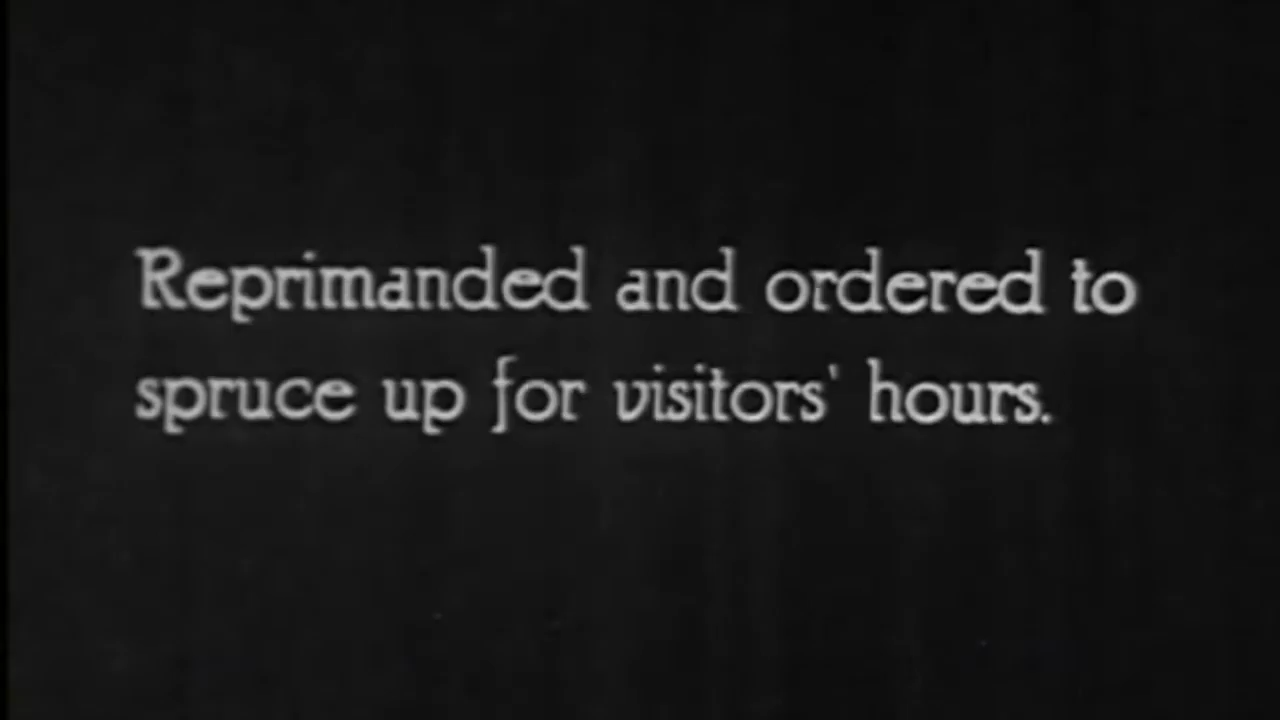 Reprimanded and ordered to
spruce up for visitors' hours.